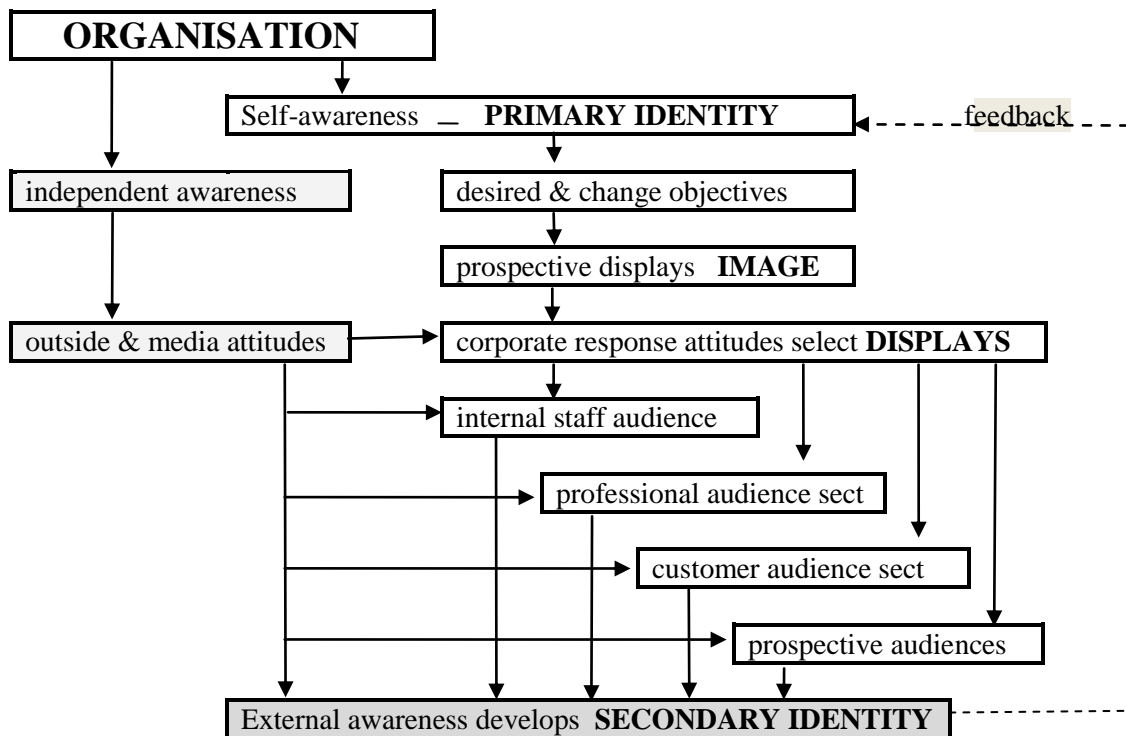 ORGANISATION
Self-awareness – PRIMARY IDENTITY
feedback
independent awareness
desired & change objectives
prospective displays IMAGE
outside & media attitudes
corporate response attitudes select DISPLAYS
internal staff audience
professional audience sect
customer audience sect
prospective audiences
External awareness develops SECONDARY IDENTITY